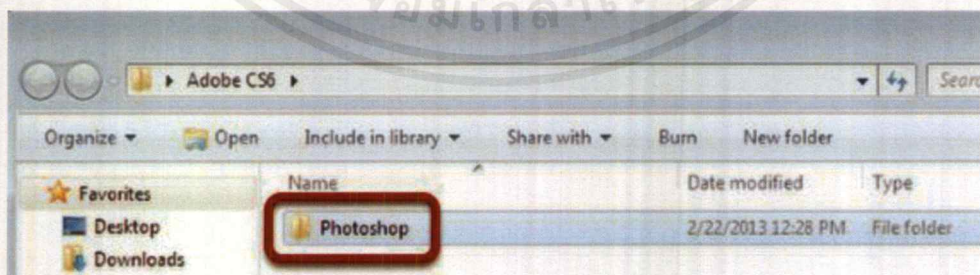 Adobe CS6
Organize Open Include in library Share with Burn New folder
Favorites Name Date modified Type
Desktop Photoshop 2/22/2013 12:28 PM File folder
Downloads